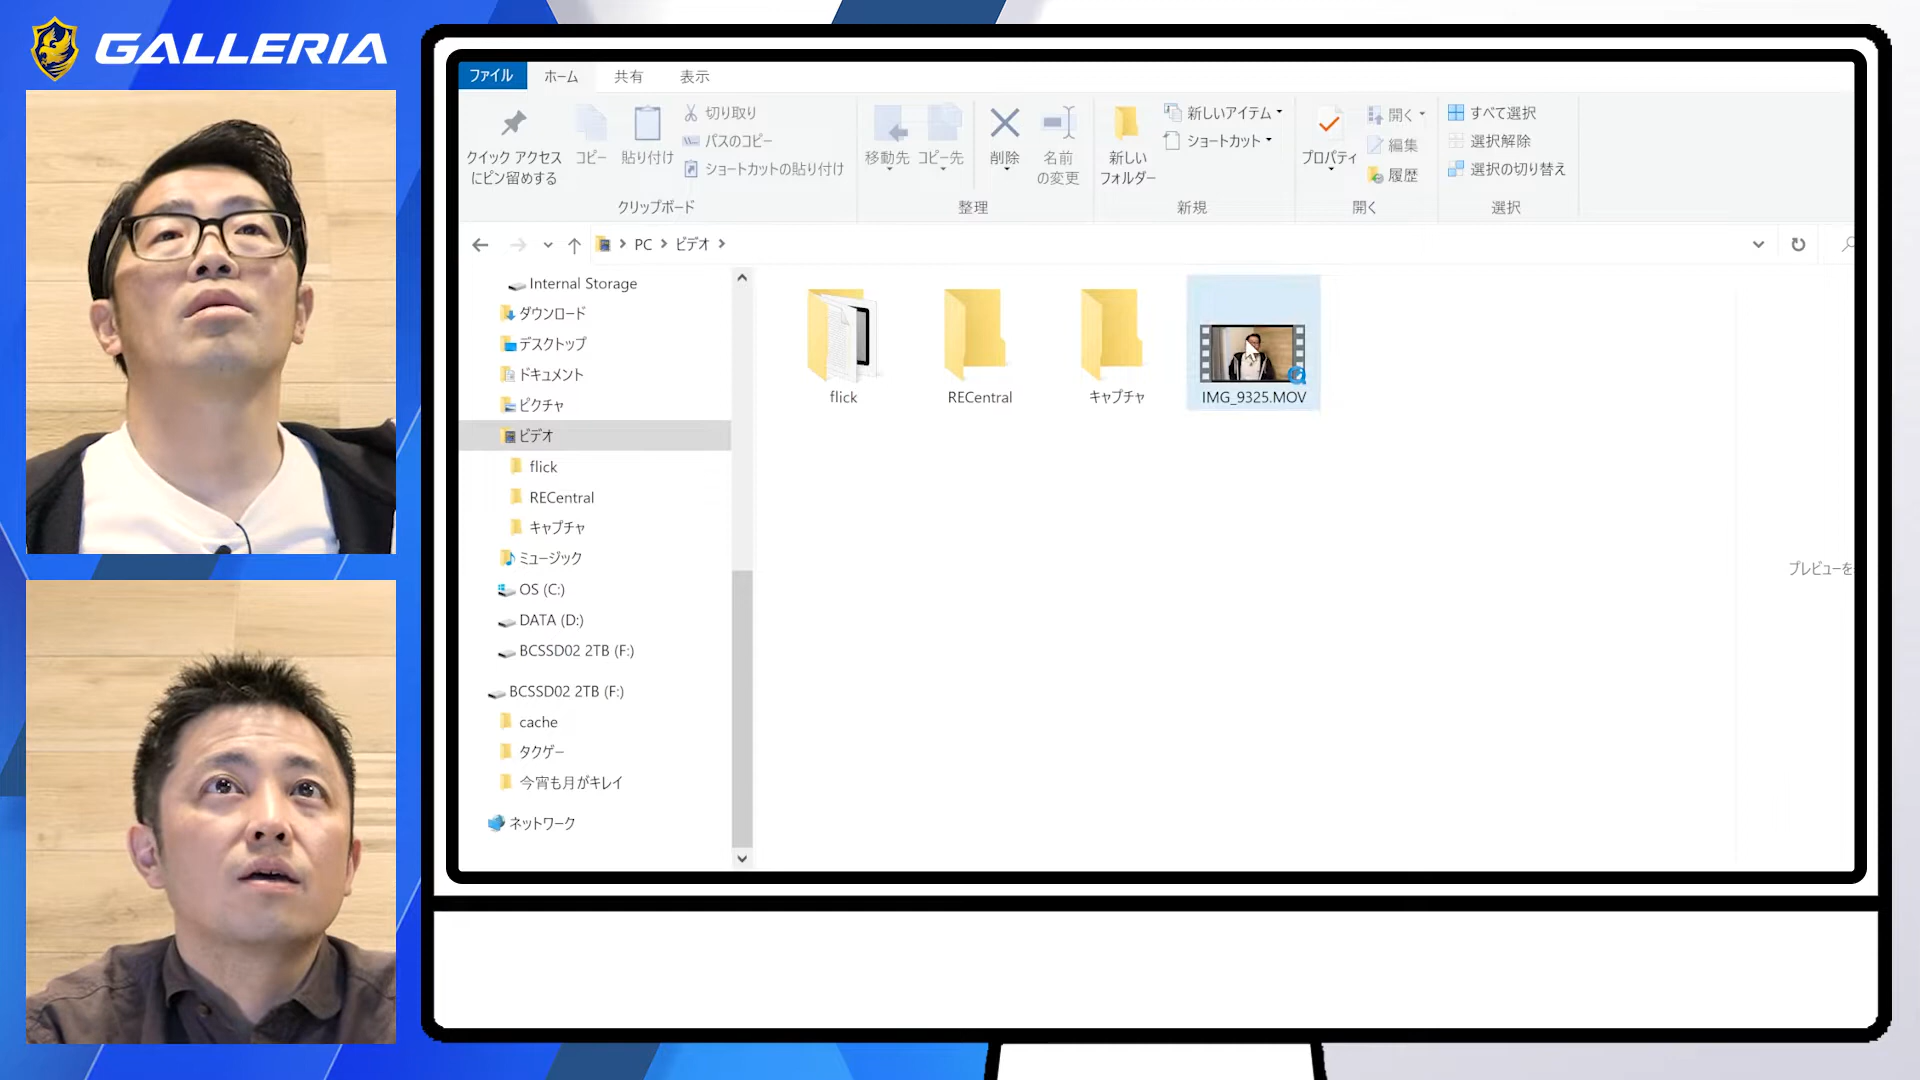 GALLERIA
ファイル
ホーム
共有
表示
クイック アクセス
にピン留めする
コピー
貼り付け
切り取り
パスのコピー
ショートカットの貼り付け
クリップボード
移動先
コピー先
削除
名前
の変更
整理
新しい
フォルダー
新しいアイテム
ショートカット
新規
プロパティ
開く
編集
履歴
開く
すべて選択
選択解除
選択の切り替え
選択
PC
ビデオ
Internal Storage
ダウンロード
デスクトップ
ドキュメント
ピクチャ
ビデオ
flick
RECentral
キャプチャ
ミュージック
OS (C:)
DATA (D:)
BCSSD02 2TB (F:)
BCSSD02 2TB (F:)
cache
タクゲー
今宵も月がキレイ
ネットワーク
flick
RECentral
キャプチャ
IMG_9325.MOV
プレビューを